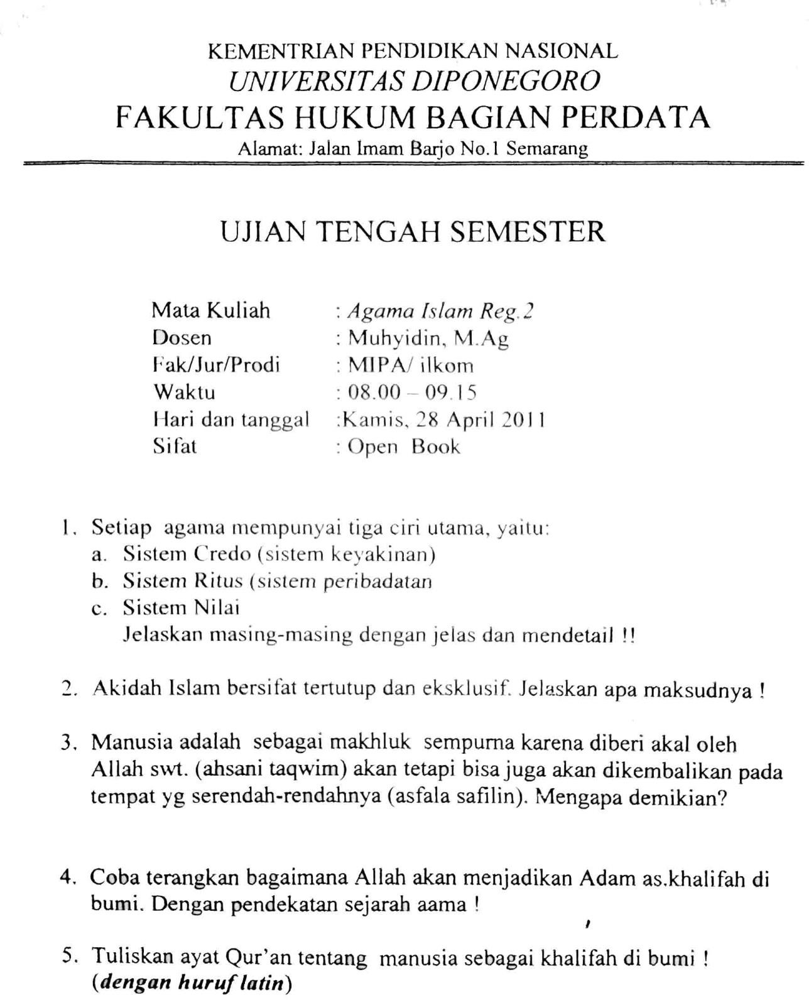 KEMENTRIAN PENDIDIKAN NASIONAL
UNIVERSITAS DIPONEGORO
FAKULTAS HUKUM BAGIAN PERDATA
Alamat: Jalan Imam Barjo No.1 Semarang
UJIAN TENGAH SEMESTER
Mata Kuliah : Agama Islam Reg.2
Dosen : Muhyidin, M.Ag
Fak/Jur/Prodi : MIPA/ ilkom
Waktu : 08.00 – 09.15
Hari dan tanggal :Kamis, 28 April 2011
Sifat : Open Book
1. Setiap agama mempunyai tiga ciri utama, yaitu:
a. Sistem Credo (sistem keyakinan)
b. Sistem Ritus (sistem peribadatan
c. Sistem Nilai
Jelaskan masing-masing dengan jelas dan mendetail !!
2. Akidah Islam bersifat tertutup dan eksklusif. Jelaskan apa maksudnya !
3. Manusia adalah sebagai makhluk sempurna karena diberi akal oleh
Allah swt. (ahsani taqwim) akan tetapi bisa juga akan dikembalikan pada
tempat yg serendah-rendahnya (asfala safilin). Mengapa demikian?
4. Coba terangkan bagaimana Allah akan menjadikan Adam as.khalifah di
bumi. Dengan pendekatan sejarah aama !
5. Tuliskan ayat Qur'an tentang manusia sebagai khalifah di bumi !
(dengan huruf latin)